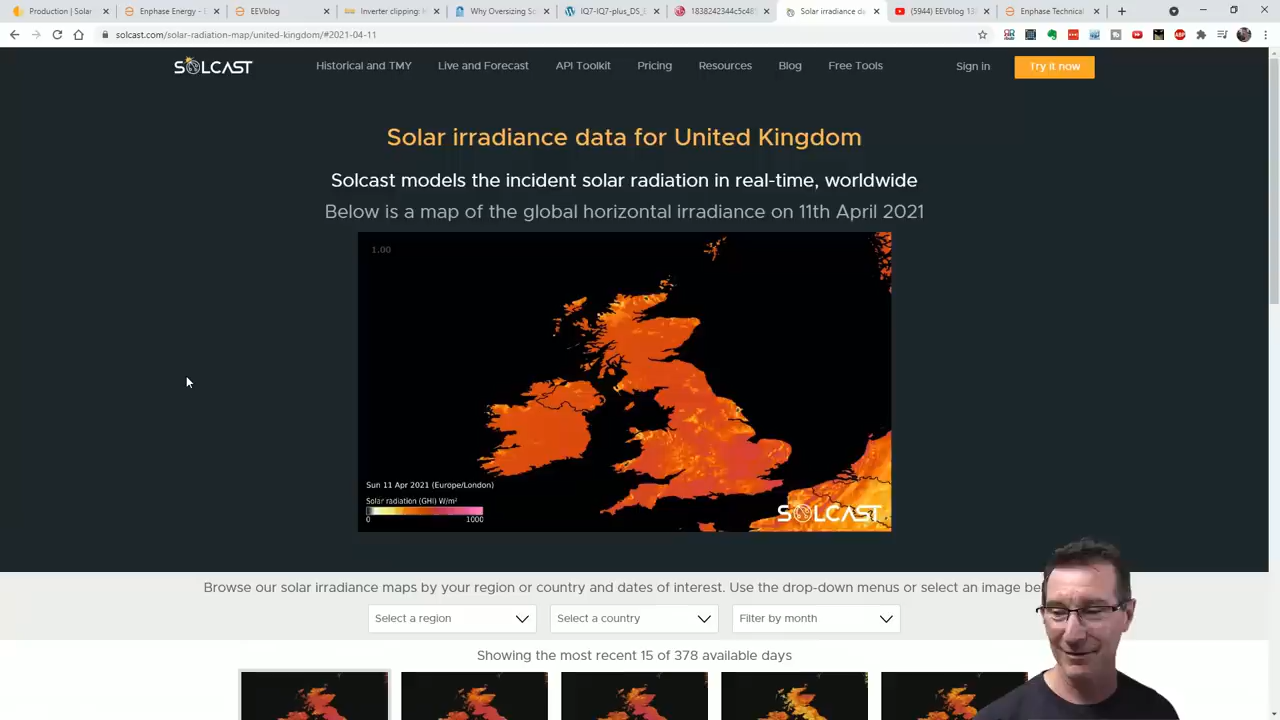 Production | Solar
Enphase Energy - E
EEVblog
Inverter clipping: 
Why Oversizing S
IQ7-IQ7-plus_DS_E
1838242344c5c48
Solar irradiance da
(5944) EEVblog 13
Enphase Technical
solcast.com/solar-radiation-map/united-kingdom/#2021-04-11
SOLCAST
Historical and TMY
Live and Forecast
API Toolkit
Pricing
Resources
Blog
Free Tools
Sign in
Try it now
Solar irradiance data for United Kingdom
Solcast models the incident solar radiation in real-time, worldwide
Below is a map of the global horizontal irradiance on 11th April 2021
1.00
Sun 11 Apr 2021 (Europe/London)
Solar radiation (GHI) W/m²
0 1000
SOLCAST
Browse our solar irradiance maps by your region or country and dates of interest. Use the drop-down menus or select an image be
Select a region
Select a country
Filter by month
Showing the most recent 15 of 378 available days